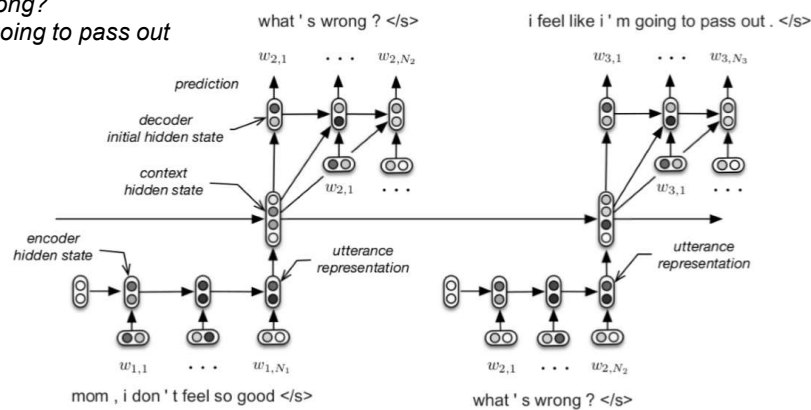 ong?
oing to pass out
what ' s wrong ? </s>
i feel like i ' m going to pass out . </s>
w2,1 . . . w2,N2
w3,1 . . . w3,N3
prediction
decoder
initial hidden state
w2,1 . . .
w3,1 . . .
context
hidden state
encoder
hidden state
utterance
representation
utterance
representation
w1,1 . . . w1,N1
w2,1 . . . w2,N2
mom , i don ' t feel so good </s>
what ' s wrong ? </s>